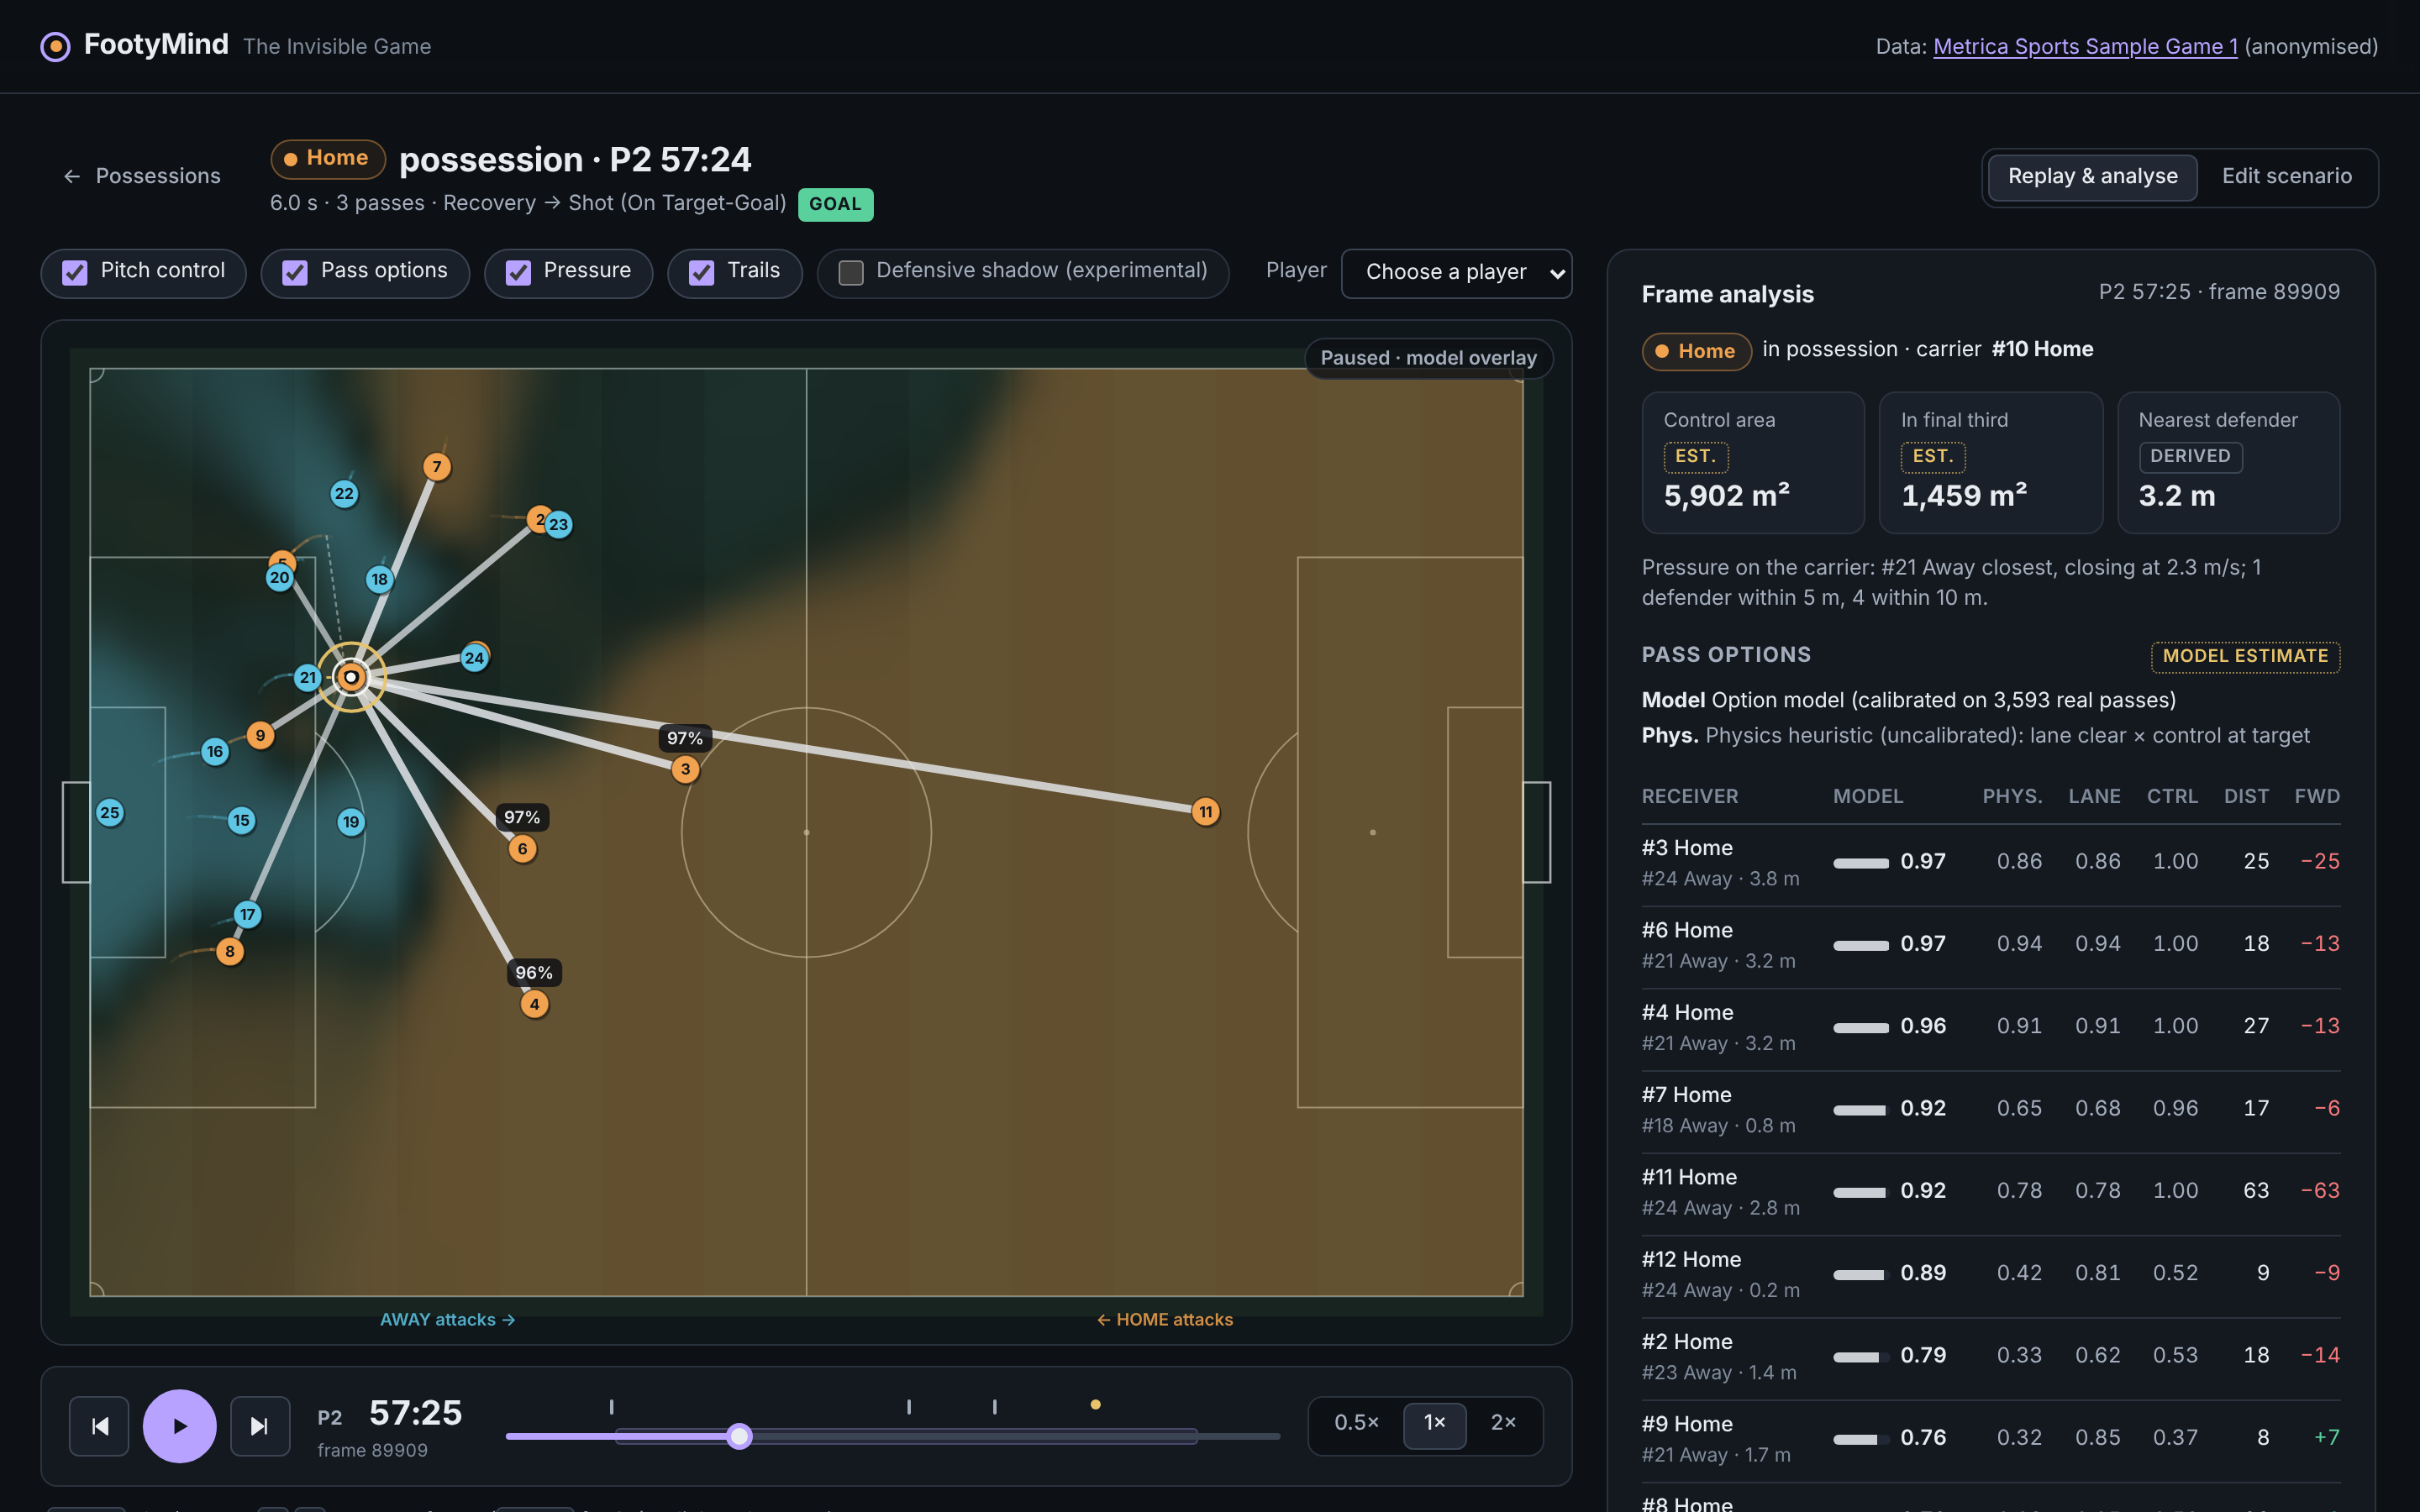 FootyMind The Invisible Game
Data: Metrica Sports Sample Game 1 (anonymised)
← Possessions
Home possession · P2 57:24
6.0 s · 3 passes · Recovery → Shot (On Target-Goal) GOAL
Replay & analyse Edit scenario
Pitch control Pass options Pressure Trails Defensive shadow (experimental) Player Choose a player
Paused · model overlay
7
22
2 23
5
20
18
24
21
9
16
97%
3
11
25
15
19
97%
6
17
8
96%
4
AWAY attacks →
← HOME attacks
P2 57:25
frame 89909
0.5× 1× 2×
Frame analysis P2 57:25 · frame 89909
Home in possession · carrier #10 Home
Control area
EST.
5,902 m²
In final third
EST.
1,459 m²
Nearest defender
DERIVED
3.2 m
Pressure on the carrier: #21 Away closest, closing at 2.3 m/s; 1
defender within 5 m, 4 within 10 m.
PASS OPTIONS MODEL ESTIMATE
Model Option model (calibrated on 3,593 real passes)
Phys. Physics heuristic (uncalibrated): lane clear × control at target
RECEIVER MODEL PHYS. LANE CTRL DIST FWD
#3 Home 0.97 0.86 0.86 1.00 25 −25
#24 Away · 3.8 m
#6 Home 0.97 0.94 0.94 1.00 18 −13
#21 Away · 3.2 m
#4 Home 0.96 0.91 0.91 1.00 27 −13
#21 Away · 3.2 m
#7 Home 0.92 0.65 0.68 0.96 17 −6
#18 Away · 0.8 m
#11 Home 0.92 0.78 0.78 1.00 63 −63
#24 Away · 2.8 m
#12 Home 0.89 0.42 0.81 0.52 9 −9
#24 Away · 0.2 m
#2 Home 0.79 0.33 0.62 0.53 18 −14
#23 Away · 1.4 m
#9 Home 0.76 0.32 0.85 0.37 8 +7
#21 Away · 1.7 m
#8 Home